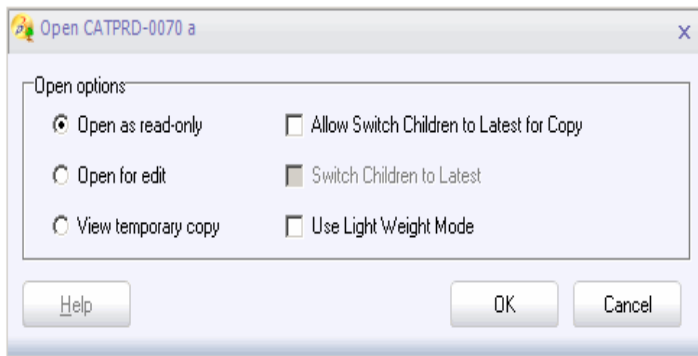 Open CATPRD-0070 a
x
Open options
Open as read-only
Allow Switch Children to Latest for Copy
Open for edit
Switch Children to Latest
View temporary copy
Use Light Weight Mode
Help
OK
Cancel